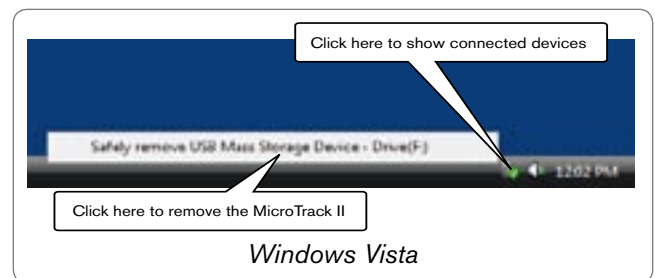 Click here to show connected devices
Safely remove USB Mass Storage Device - Drive(F:)
12:02 PM
Click here to remove the MicroTrack II
Windows Vista